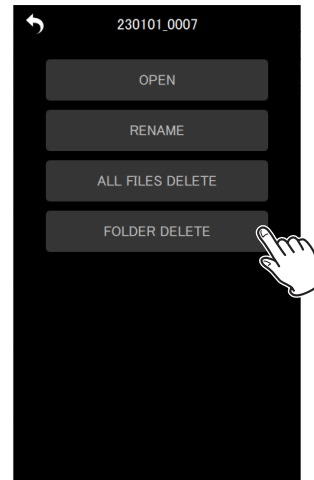 230101_0007
OPEN
RENAME
ALL FILES DELETE
FOLDER DELETE